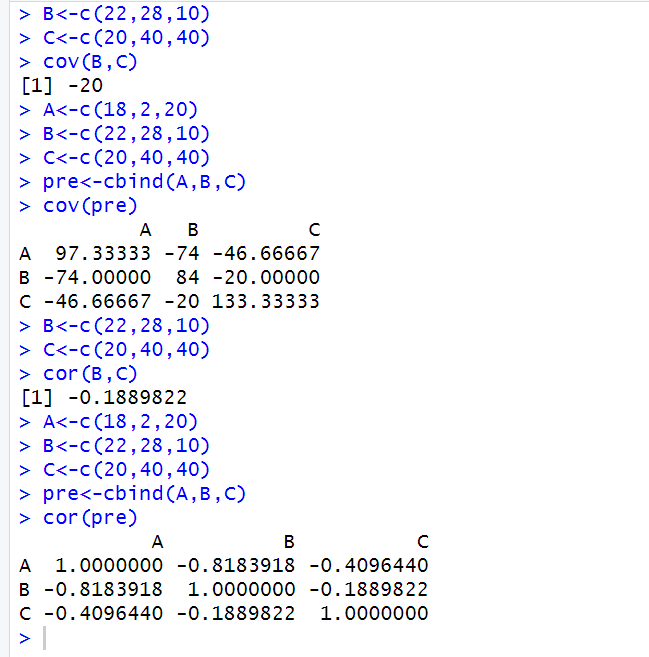 > B<-c(22,28,10)
> C<-c(20,40,40)
> cov(B,C)
[1] -20
> A<-c(18,2,20)
> B<-c(22,28,10)
> C<-c(20,40,40)
> pre<-cbind(A,B,C)
> cov(pre)
          A   B         C
A  97.33333 -74 -46.66667
B -74.00000  84 -20.00000
C -46.66667 -20 133.33333
> B<-c(22,28,10)
> C<-c(20,40,40)
> cor(B,C)
[1] -0.1889822
> A<-c(18,2,20)
> B<-c(22,28,10)
> C<-c(20,40,40)
> pre<-cbind(A,B,C)
> cor(pre)
           A          B          C
A  1.0000000 -0.8183918 -0.4096440
B -0.8183918  1.0000000 -0.1889822
C -0.4096440 -0.1889822  1.0000000
>